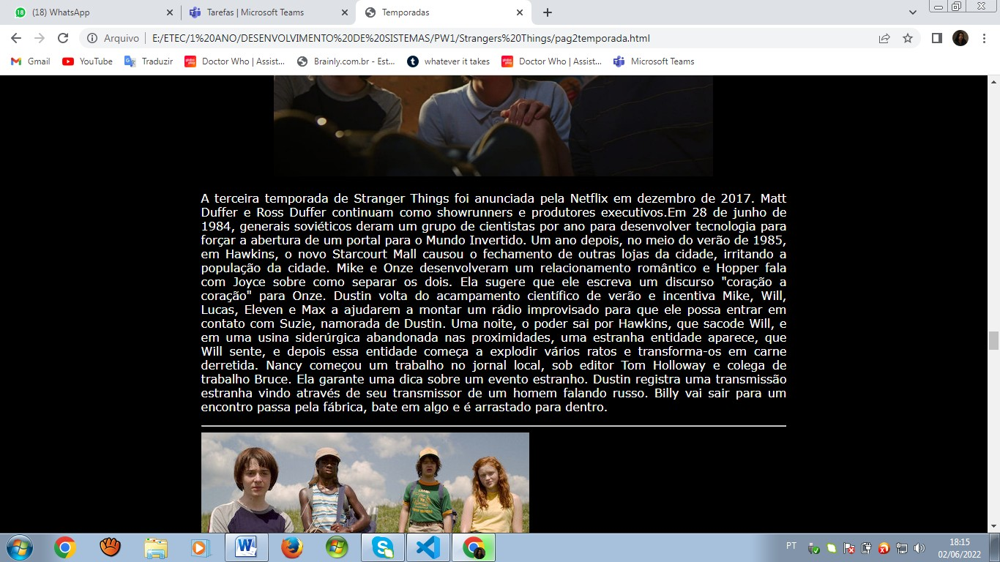 (18) WhatsApp
Tarefas | Microsoft Teams
Temporadas
Arquivo
E:/ETEC/1%20ANO/DESENVOLVIMENTO%20DE%20SISTEMAS/PW1/Strangers%20Things/pag2temporada.html
Gmail
YouTube
Traduzir
Doctor Who | Assist...
Brainly.com.br - Est...
whatever it takes
Doctor Who | Assist...
Microsoft Teams
A terceira temporada de Stranger Things foi anunciada pela Netflix em dezembro de 2017. Matt
Duffer e Ross Duffer continuam como showrunners e produtores executivos.Em 28 de junho de
1984, generais soviéticos deram um grupo de cientistas por ano para desenvolver tecnologia para
forçar a abertura de um portal para o Mundo Invertido. Um ano depois, no meio do verão de 1985,
em Hawkins, o novo Starcourt Mall causou o fechamento de outras lojas da cidade, irritando a
população da cidade. Mike e Onze desenvolveram um relacionamento romântico e Hopper fala
com Joyce sobre como separar os dois. Ela sugere que ele escreva um discurso "coração a
coração" para Onze. Dustin volta do acampamento científico de verão e incentiva Mike, Will,
Lucas, Eleven e Max a ajudarem a montar um rádio improvisado para que ele possa entrar em
contato com Suzie, namorada de Dustin. Uma noite, o poder sai por Hawkins, que sacode Will, e
em uma usina siderúrgica abandonada nas proximidades, uma estranha entidade aparece, que
Will sente, e depois essa entidade começa a explodir vários ratos e transforma-os em carne
derretida. Nancy começou um trabalho no jornal local, sob editor Tom Holloway e colega de
trabalho Bruce. Ela garante uma dica sobre um evento estranho. Dustin registra uma transmissão
estranha vindo através de seu transmissor de um homem falando russo. Billy vai sair para um
encontro passa pela fábrica, bate em algo e é arrastado para dentro.
PT
18:15
02/06/2022